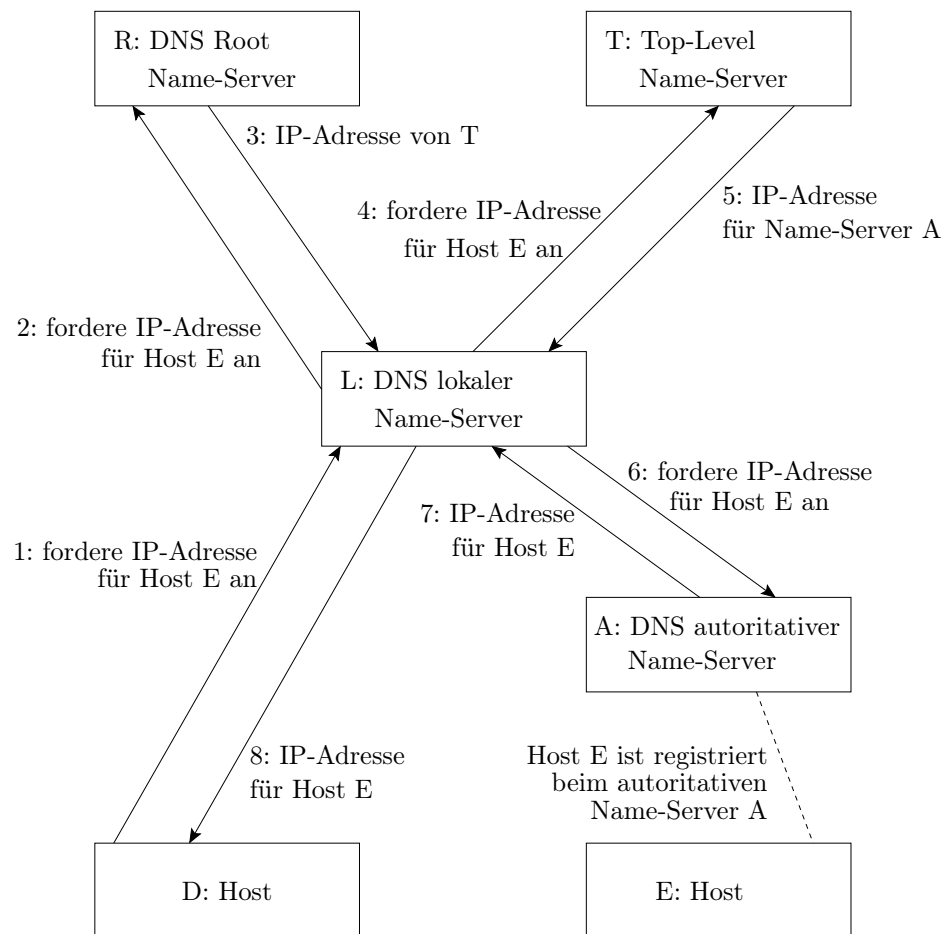 R: DNS Root
Name-Server
T: Top-Level
Name-Server
3: IP-Adresse von T
4: fordere IP-Adresse
für Host E an
5: IP-Adresse
für Name-Server A
2: fordere IP-Adresse
für Host E an
L: DNS lokaler
Name-Server
6: fordere IP-Adresse
für Host E an
7: IP-Adresse
für Host E
1: fordere IP-Adresse
für Host E an
A: DNS autoritativer
Name-Server
8: IP-Adresse
für Host E
Host E ist registriert
beim autoritativen
Name-Server A
D: Host
E: Host